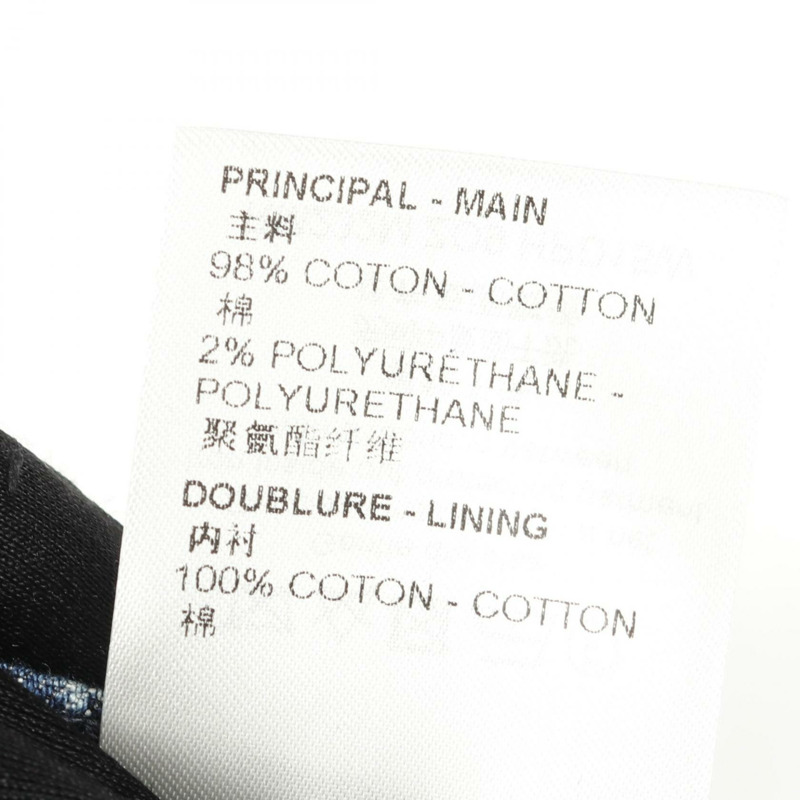 PRINCIPAL - MAIN
主料
98% COTON - COTTON
棉
2% POLYURÉTHANE -
POLYURETHANE
聚氨酯纤维
DOUBLURE - LINING
内衬
100% COTON - COTTON
棉